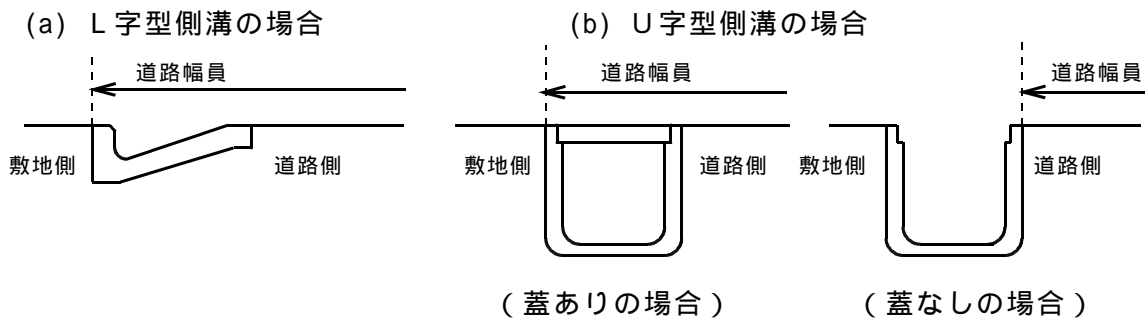 (a) L字型側溝の場合
(b) U字型側溝の場合
道路幅員
道路幅員
道路幅員
敷地側
道路側
敷地側
道路側
敷地側
道路側
(蓋ありの場合)
(蓋なしの場合)